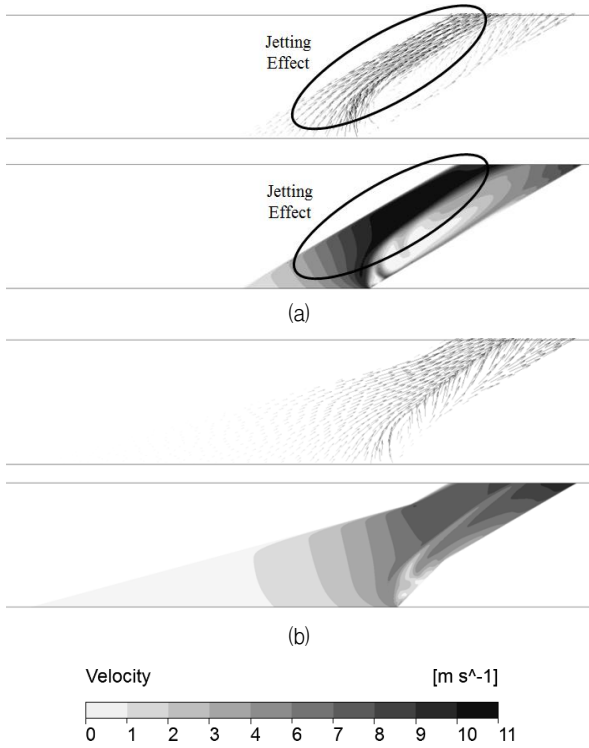 Jetting
Effect
Jetting
Effect
(a)
(b)
Velocity [m s^-1]
0 1 2 3 4 5 6 7 8 9 10 11